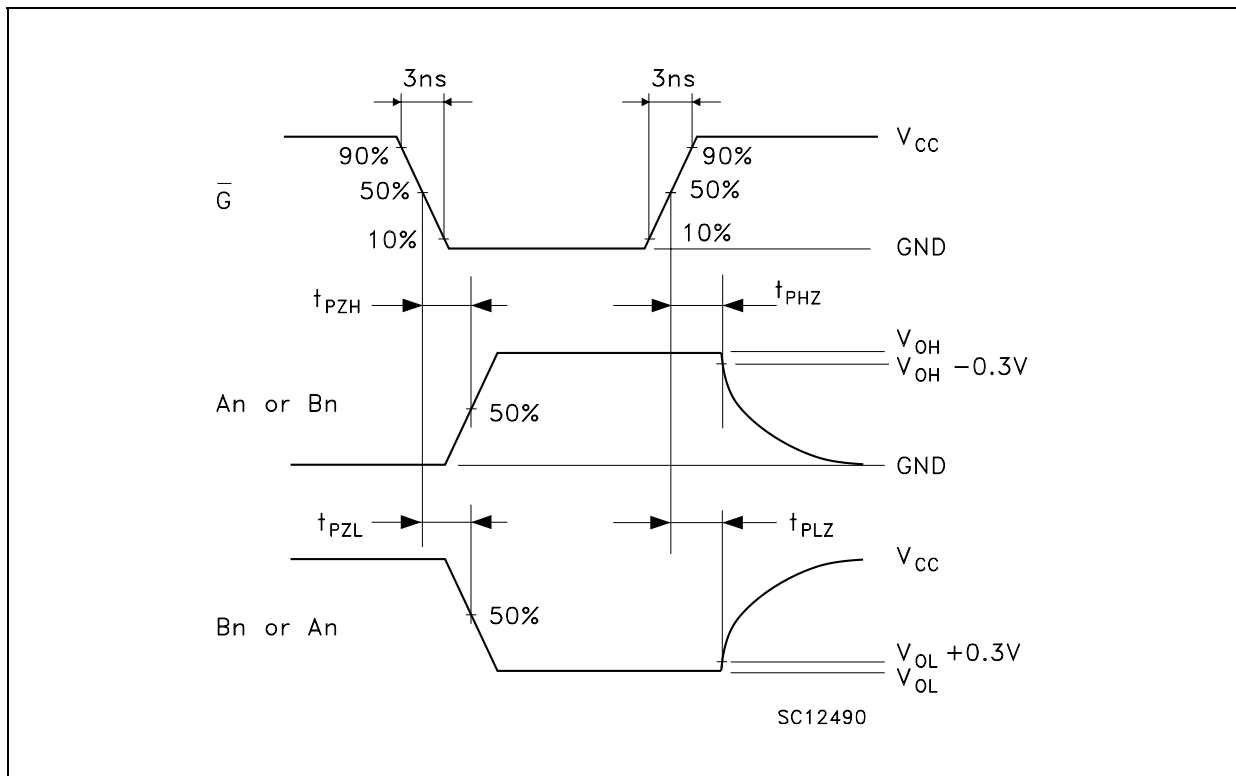 3ns 3ns
V_CC
90% 90%
50% 50%
G̅
10% 10%
GND
t_PZH t_PHZ
V_OH
V_OH −0.3V
An or Bn
50%
GND
t_PZL t_PLZ
V_CC
50%
Bn or An
V_OL +0.3V
V_OL
SC12490